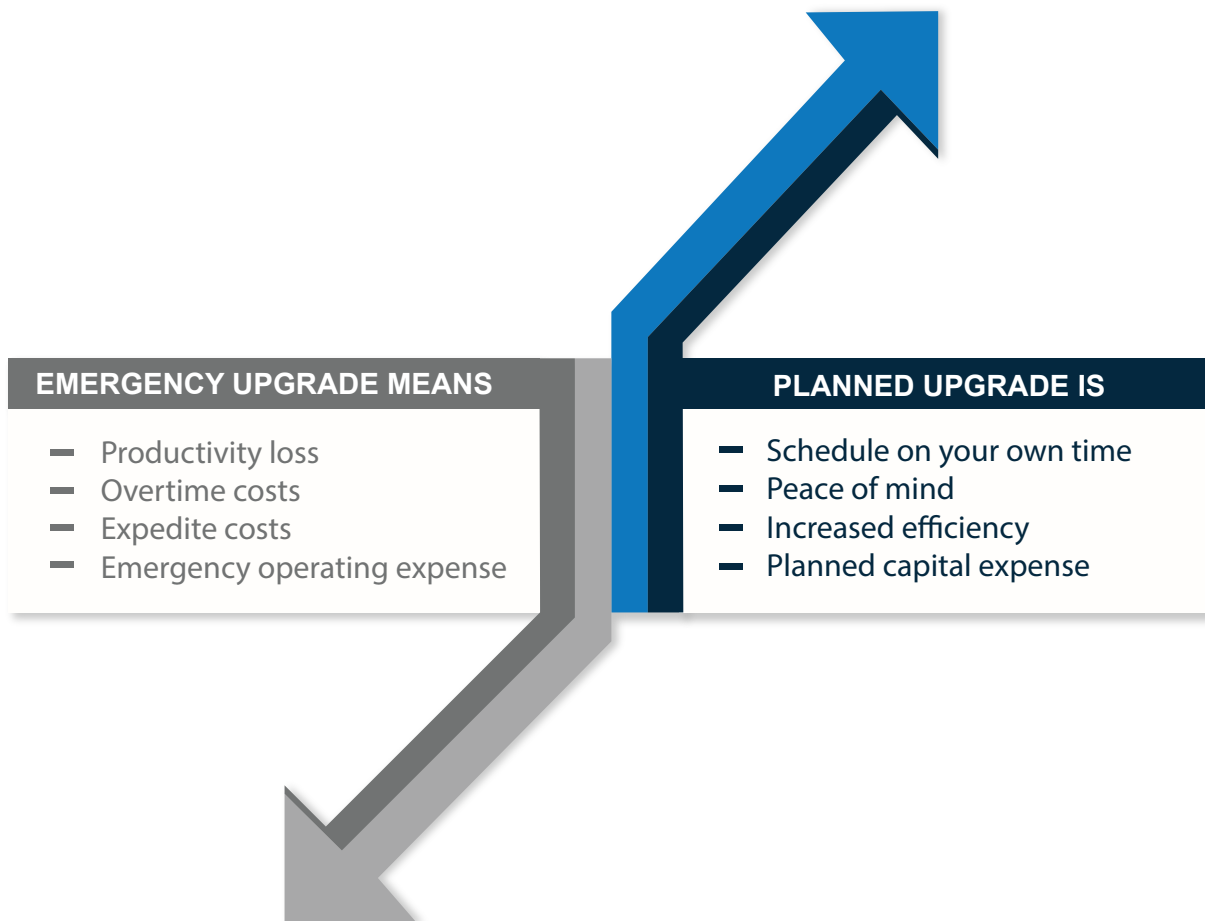 EMERGENCY UPGRADE MEANS
– Productivity loss
– Overtime costs
– Expedite costs
– Emergency operating expense
PLANNED UPGRADE IS
– Schedule on your own time
– Peace of mind
– Increased efficiency
– Planned capital expense